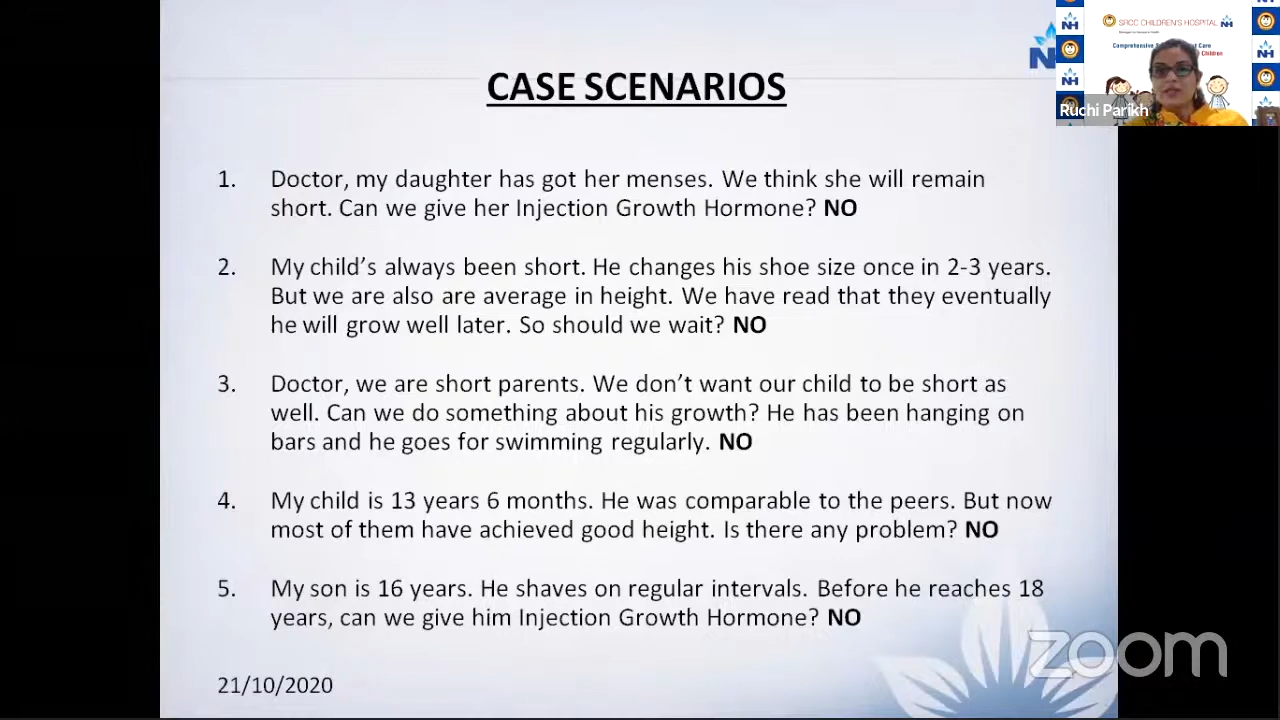 SRCC CHILDREN'S HOSPITAL
NH
Ruchi Parikh
CASE SCENARIOS
1. Doctor, my daughter has got her menses. We think she will remain
short. Can we give her Injection Growth Hormone? NO
2. My child's always been short. He changes his shoe size once in 2-3 years.
But we are also are average in height. We have read that they eventually
he will grow well later. So should we wait? NO
3. Doctor, we are short parents. We don't want our child to be short as
well. Can we do something about his growth? He has been hanging on
bars and he goes for swimming regularly. NO
4. My child is 13 years 6 months. He was comparable to the peers. But now
most of them have achieved good height. Is there any problem? NO
5. My son is 16 years. He shaves on regular intervals. Before he reaches 18
years, can we give him Injection Growth Hormone? NO
21/10/2020
zoom